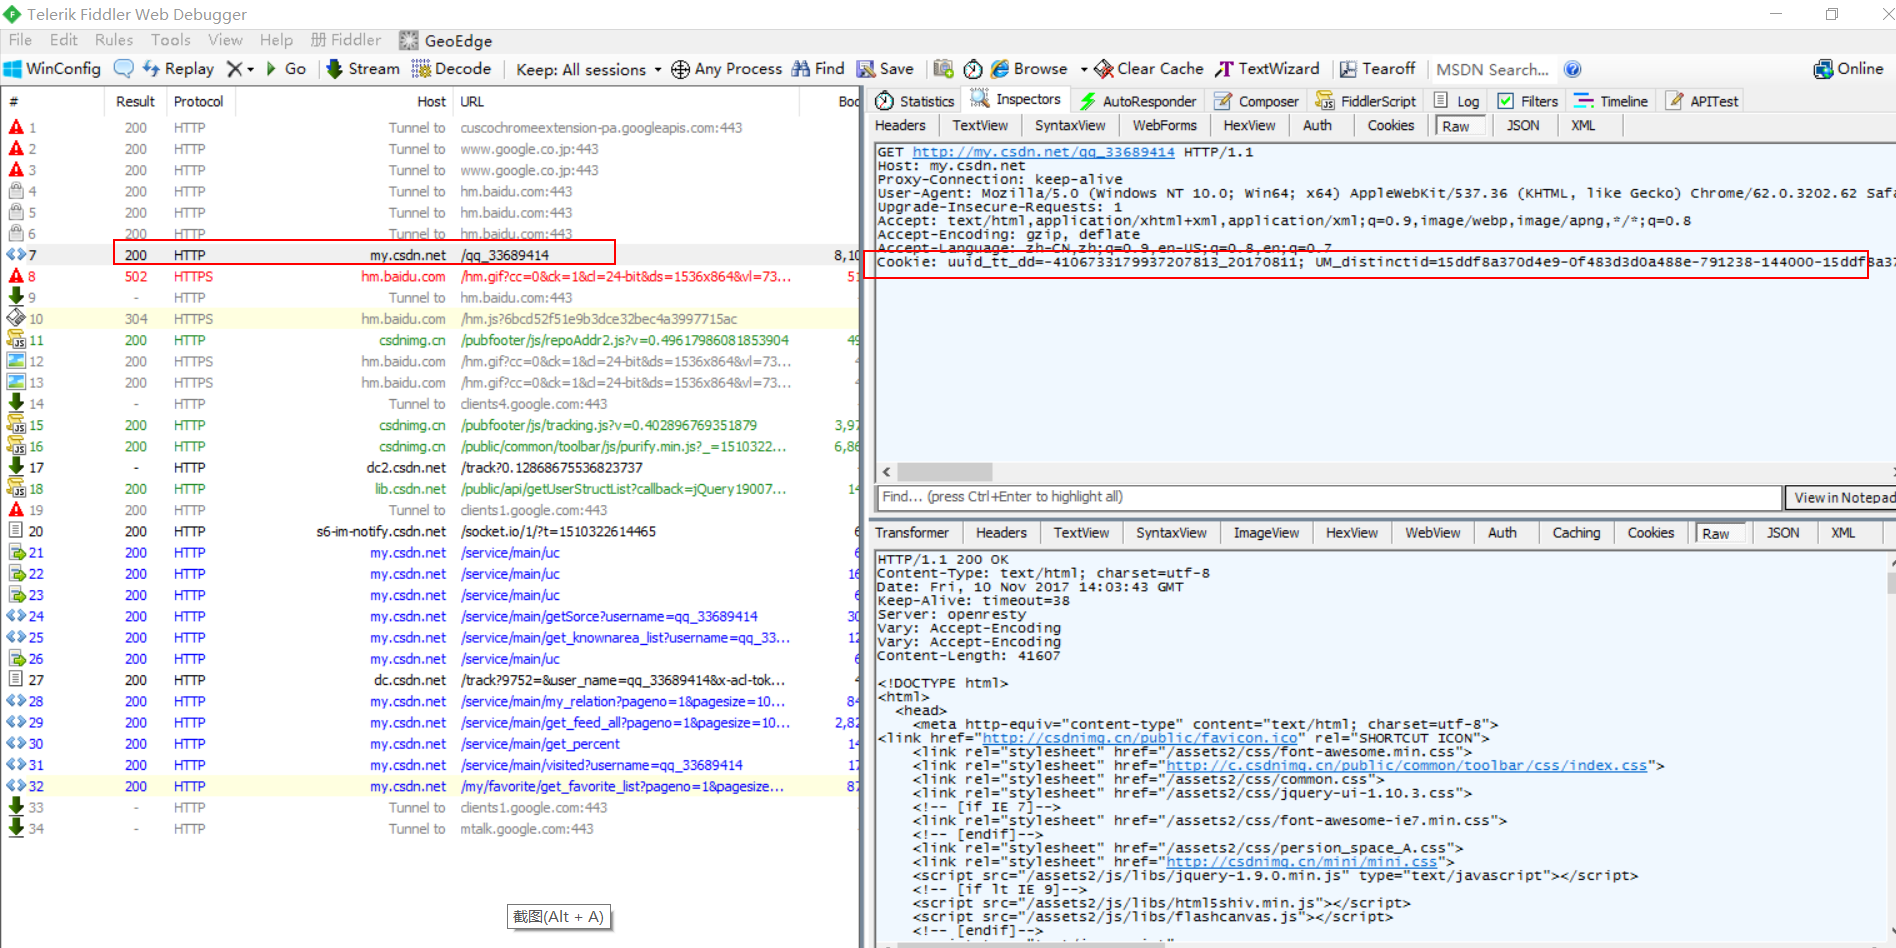 Telerik Fiddler Web Debugger
File Edit Rules Tools View Help 册 Fiddler GeoEdge
WinConfig Replay Go Stream Decode Keep: All sessions Any Process Find Save Browse Clear Cache TextWizard Tearoff MSDN Search... Online
# Result Protocol Host URL Boc
1 200 HTTP Tunnel to cuscochromeextension-pa.googleapis.com:443
2 200 HTTP Tunnel to www.google.co.jp:443
3 200 HTTP Tunnel to www.google.co.jp:443
4 200 HTTP Tunnel to hm.baidu.com:443
5 200 HTTP Tunnel to hm.baidu.com:443
6 200 HTTP Tunnel to hm.baidu.com:443
7 200 HTTP my.csdn.net /qq_33689414 8,10
8 502 HTTPS hm.baidu.com /hm.gif?cc=0&ck=1&cl=24-bit&ds=1536x864&vl=73... 51
9 - HTTP Tunnel to hm.baidu.com:443
10 304 HTTPS hm.baidu.com /hm.js?6bcd52f51e9b3dce32bec4a3997715ac
11 200 HTTP csdnimg.cn /pubfooter/js/repoAddr2.js?v=0.49617986081853904 49
12 200 HTTPS hm.baidu.com /hm.gif?cc=0&ck=1&cl=24-bit&ds=1536x864&vl=73... 4
13 200 HTTPS hm.baidu.com /hm.gif?cc=0&ck=1&cl=24-bit&ds=1536x864&vl=73... 4
14 - HTTP Tunnel to clients4.google.com:443
15 200 HTTP csdnimg.cn /pubfooter/js/tracking.js?v=0.402896769351879 3,97
16 200 HTTP csdnimg.cn /public/common/toolbar/js/purify.min.js?_=1510322... 6,86
17 - HTTP dc2.csdn.net /track?0.12868675536823737
18 200 HTTP lib.csdn.net /public/api/getUserStructList?callback=jQuery19007... 14
19 200 HTTP Tunnel to clients1.google.com:443
20 200 HTTP s6-im-notify.csdn.net /socket.io/1/?t=1510322614465 6
21 200 HTTP my.csdn.net /service/main/uc 6
22 200 HTTP my.csdn.net /service/main/uc 16
23 200 HTTP my.csdn.net /service/main/uc 6
24 200 HTTP my.csdn.net /service/main/getSorce?username=qq_33689414 30
25 200 HTTP my.csdn.net /service/main/get_knownarea_list?username=qq_33... 12
26 200 HTTP my.csdn.net /service/main/uc 6
27 200 HTTP dc.csdn.net /track?9752=&user_name=qq_33689414&x-acl-tok... 4
28 200 HTTP my.csdn.net /service/main/my_relation?pageno=1&pagesize=10... 84
29 200 HTTP my.csdn.net /service/main/get_feed_all?pageno=1&pagesize=10... 2,82
30 200 HTTP my.csdn.net /service/main/get_percent 14
31 200 HTTP my.csdn.net /service/main/visited?username=qq_33689414 17
32 200 HTTP my.csdn.net /my/favorite/get_favorite_list?pageno=1&pagesize... 87
33 - HTTP Tunnel to clients1.google.com:443
34 - HTTP Tunnel to mtalk.google.com:443
截图(Alt + A)
Statistics Inspectors AutoResponder Composer FiddlerScript Log Filters Timeline APITest
Headers TextView SyntaxView WebForms HexView Auth Cookies Raw JSON XML
GET http://my.csdn.net/qq_33689414 HTTP/1.1
Host: my.csdn.net
Proxy-Connection: keep-alive
User-Agent: Mozilla/5.0 (Windows NT 10.0; Win64; x64) AppleWebKit/537.36 (KHTML, like Gecko) Chrome/62.0.3202.62 Safa
Upgrade-Insecure-Requests: 1
Accept: text/html,application/xhtml+xml,application/xml;q=0.9,image/webp,image/apng,*/*;q=0.8
Accept-Encoding: gzip, deflate
Accept-Language: zh-CN,zh;q=0.9,en-US;q=0.8,en;q=0.7
Cookie: uuid_tt_dd=-4106733179937207813_20170811; UM_distinctid=15ddf8a370d4e9-0f483d3d0a488e-791238-144000-15ddf8a37
Find... (press Ctrl+Enter to highlight all) View in Notepad
Transformer Headers TextView SyntaxView ImageView HexView WebView Auth Caching Cookies Raw JSON XML
HTTP/1.1 200 OK
Content-Type: text/html; charset=utf-8
Date: Fri, 10 Nov 2017 14:03:43 GMT
Keep-Alive: timeout=38
Server: openresty
Vary: Accept-Encoding
Vary: Accept-Encoding
Content-Length: 41607
<!DOCTYPE html>
<html>
<head>
<meta http-equiv="content-type" content="text/html; charset=utf-8">
<link href="http://csdnimg.cn/public/favicon.ico" rel="SHORTCUT ICON">
<link rel="stylesheet" href="/assets2/css/font-awesome.min.css">
<link rel="stylesheet" href="http://c.csdnimg.cn/public/common/toolbar/css/index.css">
<link rel="stylesheet" href="/assets2/css/common.css">
<link rel="stylesheet" href="/assets2/css/jquery-ui-1.10.3.css">
<!-- [if IE 7]-->
<link rel="stylesheet" href="/assets2/css/font-awesome-ie7.min.css">
<!-- [endif]-->
<link rel="stylesheet" href="/assets2/css/persion_space_A.css">
<link rel="stylesheet" href="http://csdnimg.cn/mini/mini.css">
<script src="/assets2/js/libs/jquery-1.9.0.min.js" type="text/javascript"></script>
<!-- [if lt IE 9]-->
<script src="/assets2/js/libs/html5shiv.min.js"></script>
<script src="/assets2/js/libs/flashcanvas.js"></script>
<!-- [endif]-->